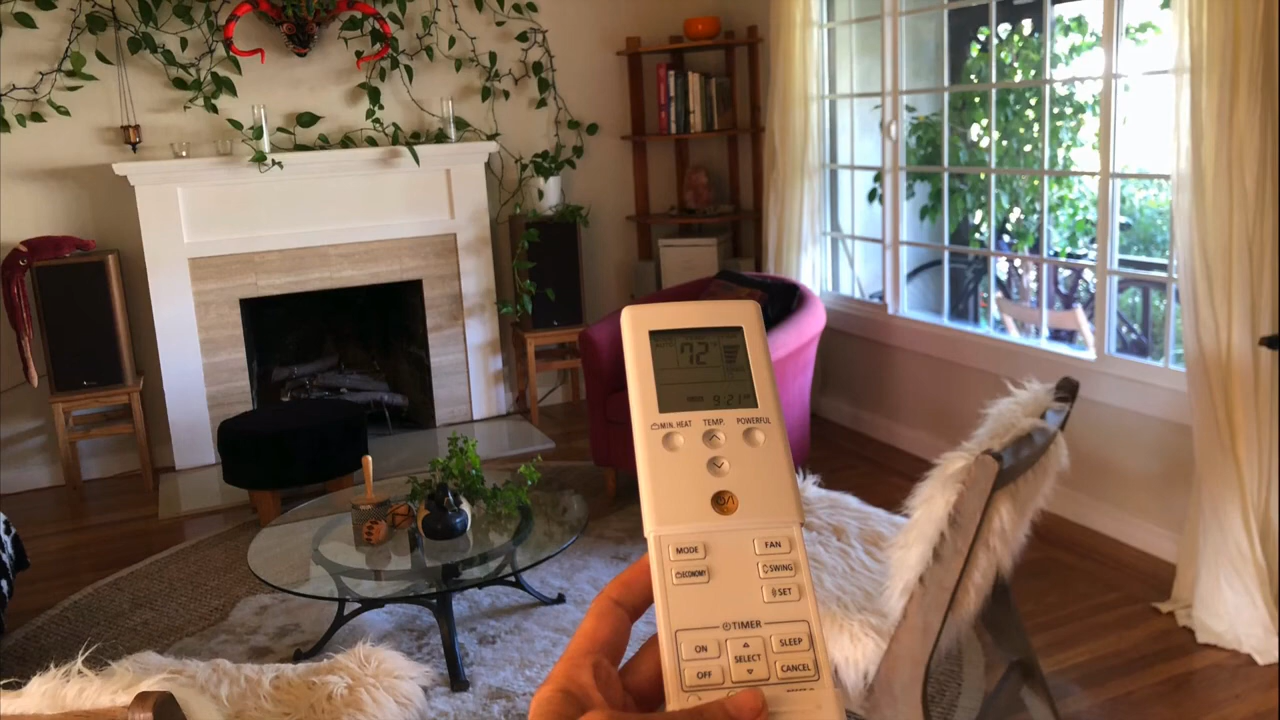 72°F
9:21
MIN. HEAT TEMP. POWERFUL
MODE FAN
ECONOMY SWING
SET
TIMER
ON SELECT SLEEP
OFF CANCEL